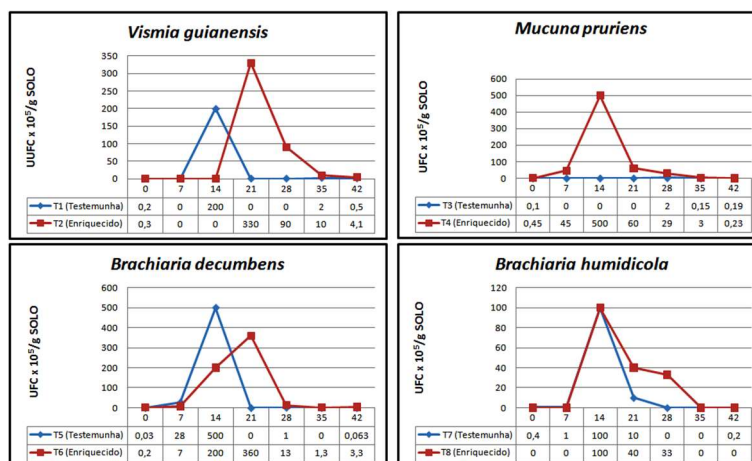 Vismia guianensis
UUFC x 10⁵/g SOLO
350
300
250
200
150
100
50
0
0 7 14 21 28 35 42
T1 (Testemunha) 0,2 0 200 0 0 2 0,5
T2 (Enriquecido) 0,3 0 0 330 90 10 4,1
Mucuna pruriens
UFC x 10⁵/g SOLO
600
500
400
300
200
100
0
0 7 14 21 28 35 42
T3 (Testemunha) 0,1 0 0 0 2 0,15 0,19
T4 (Enriquecido) 0,45 45 500 60 29 3 0,23
Brachiaria decumbens
UFC x 10⁵/g SOLO
600
500
400
300
200
100
0
0 7 14 21 28 35 42
T5 (Testemunha) 0,03 28 500 0 1 0 0,063
T6 (Enriquecido) 0,2 7 200 360 13 1,3 3,3
Brachiaria humidicola
UFC x 10⁵/g SOLO
120
100
80
60
40
20
0
0 7 14 21 28 35 42
T7 (Testemunha) 0,4 1 100 10 0 0 0,2
T8 (Enriquecido) 0 0 100 40 33 0 0